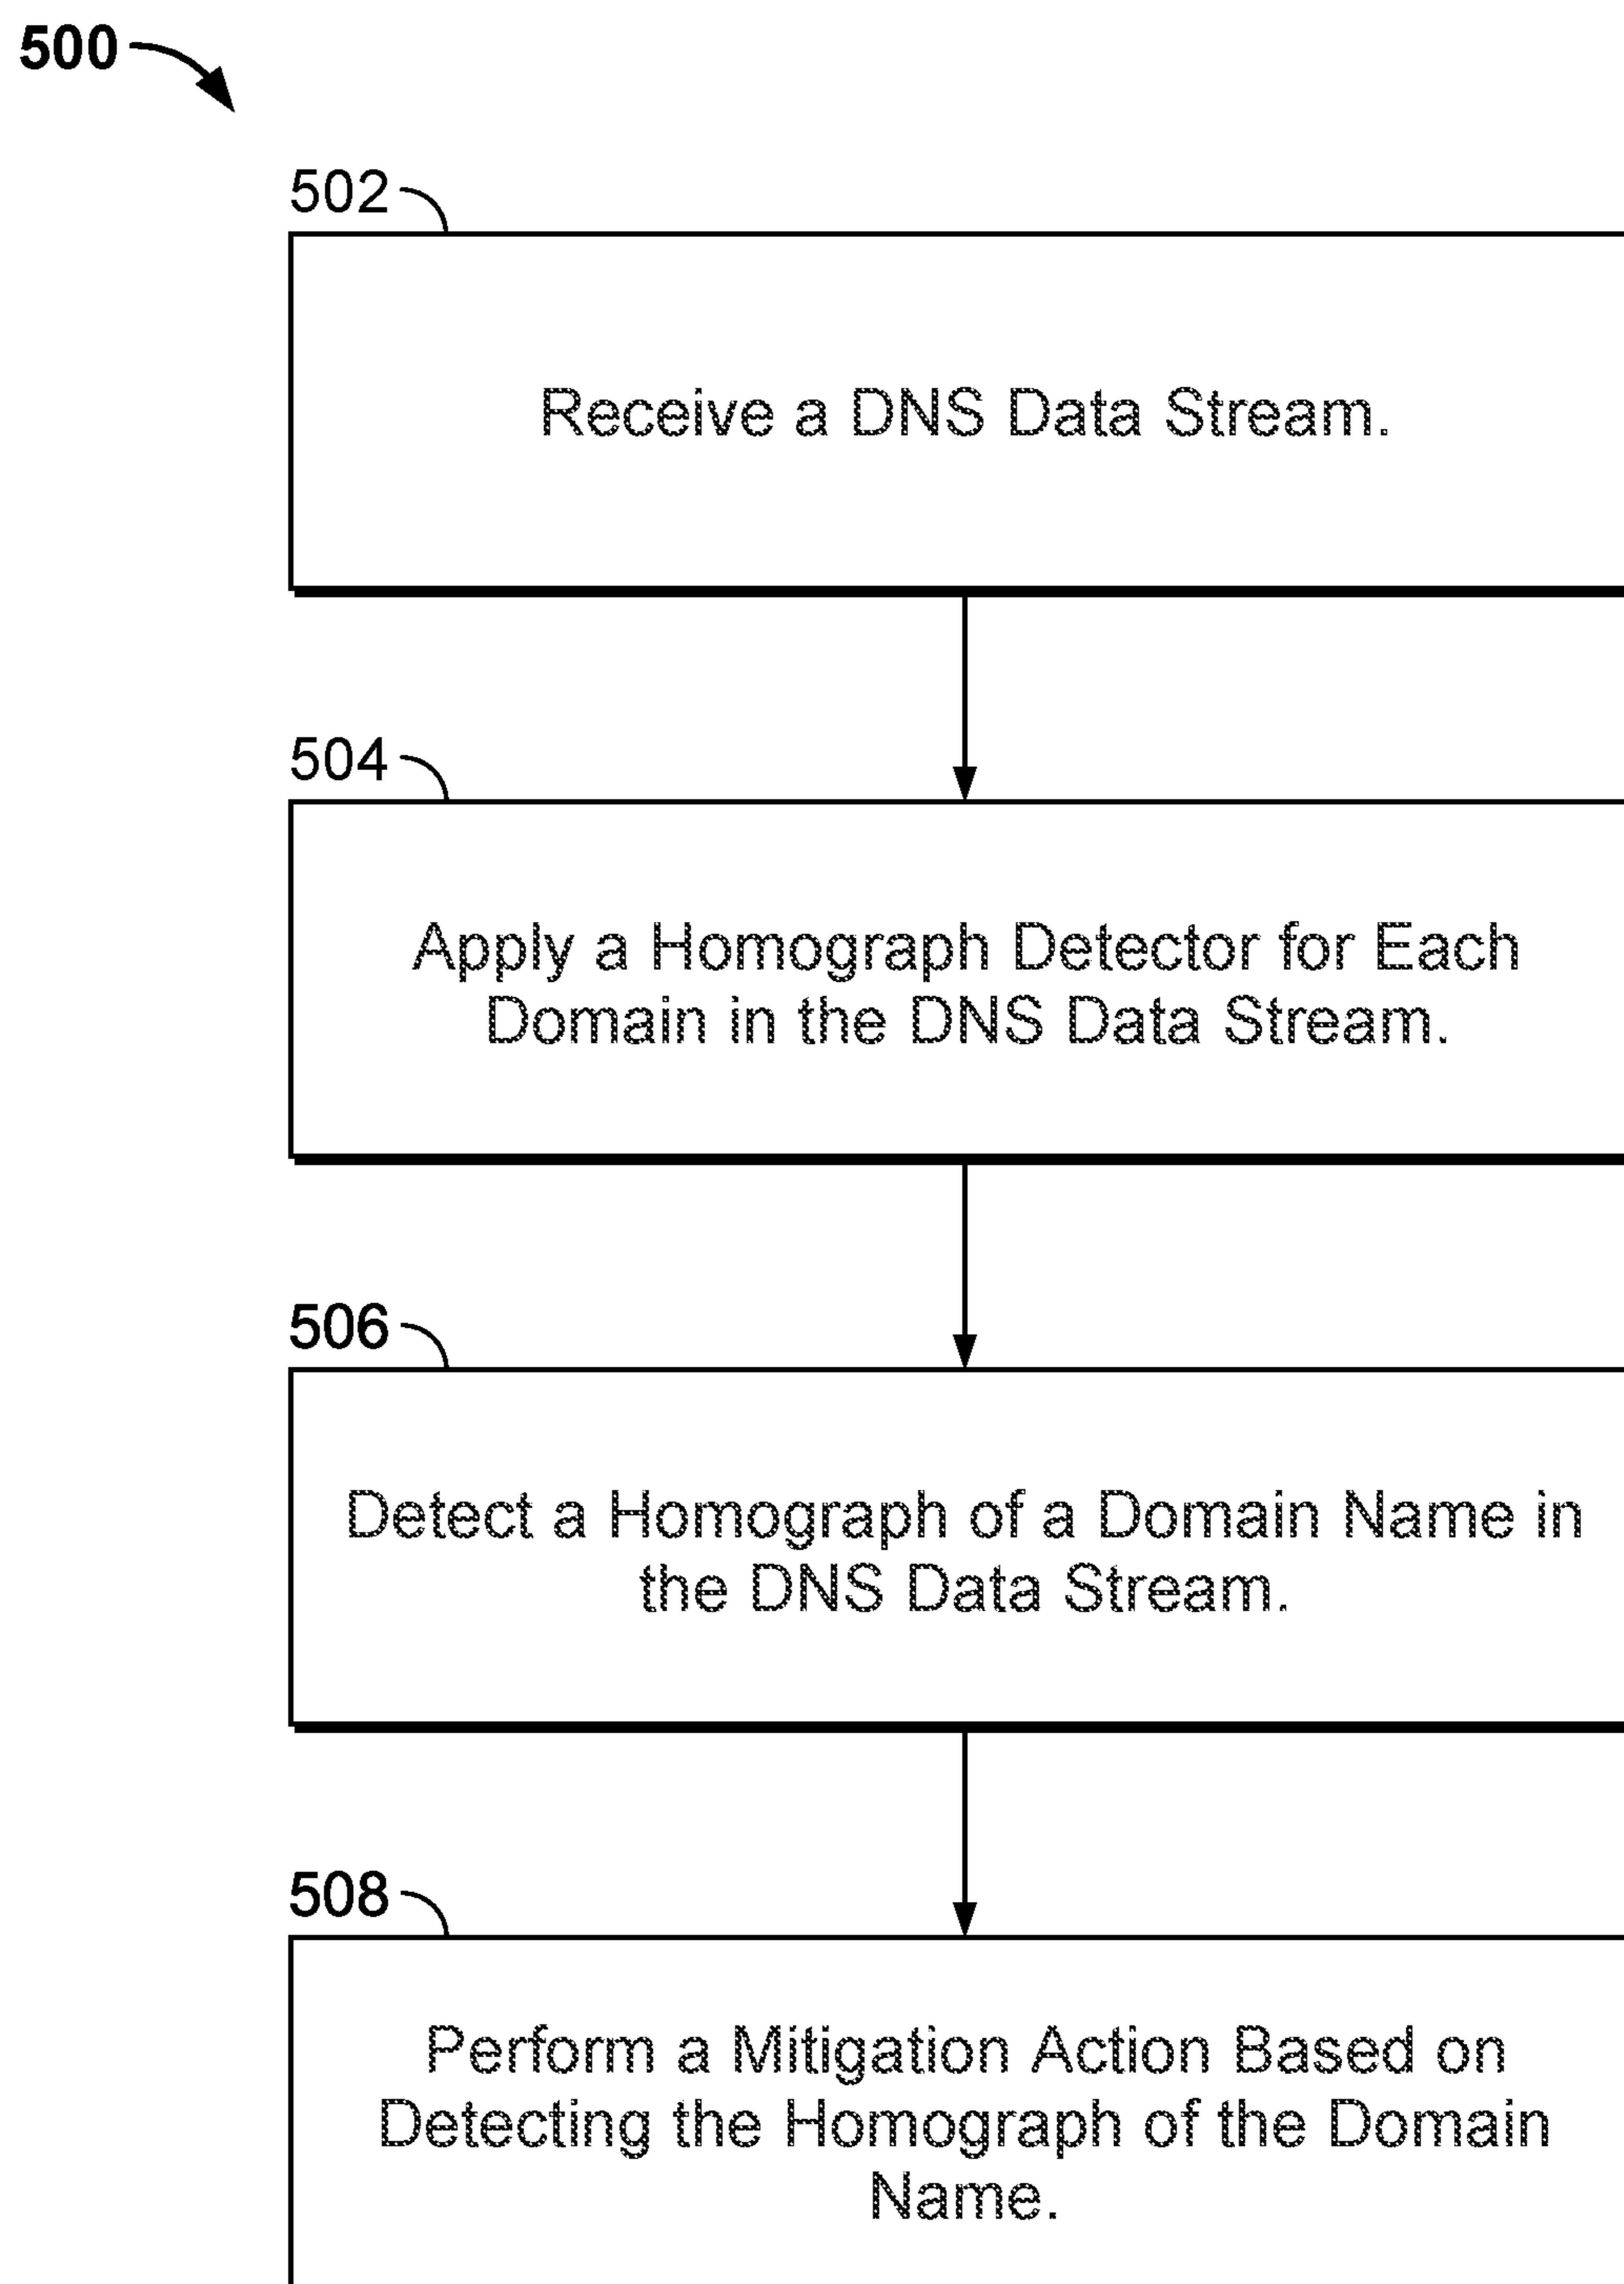 500
502
Receive a DNS Data Stream.
504
Apply a Homograph Detector for Each
Domain in the DNS Data Stream.
506
Detect a Homograph of a Domain Name in
the DNS Data Stream.
508
Perform a Mitigation Action Based on
Detecting the Homograph of the Domain
Name.